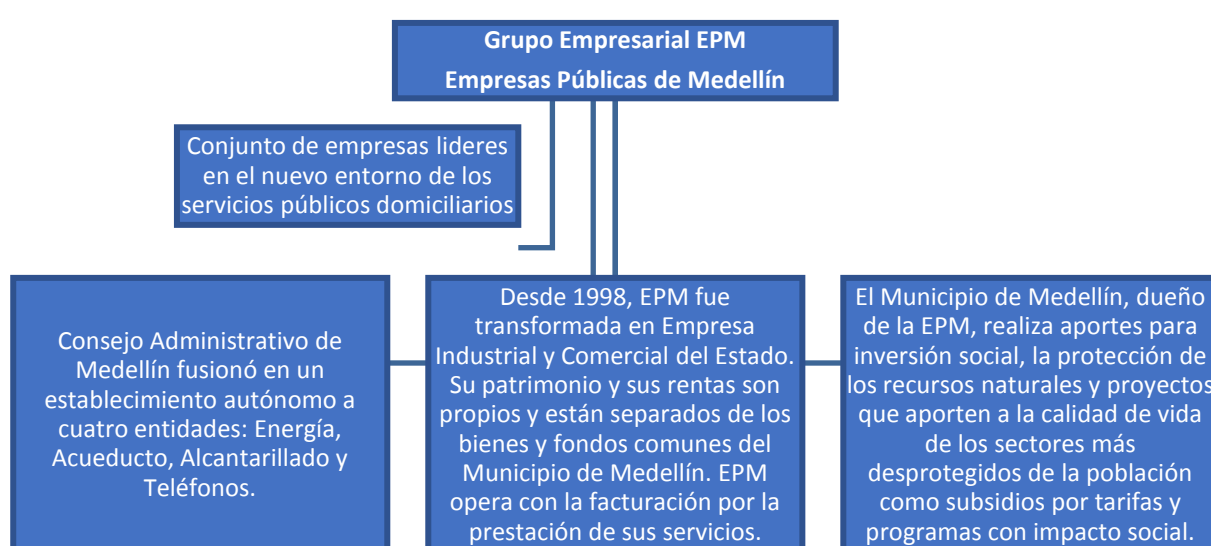 Grupo Empresarial EPM
Empresas Públicas de Medellín
Conjunto de empresas lideres
en el nuevo entorno de los
servicios públicos domiciliarios
Consejo Administrativo de
Medellín fusionó en un
establecimiento autónomo a
cuatro entidades: Energía,
Acueducto, Alcantarillado y
Teléfonos.
Desde 1998, EPM fue
transformada en Empresa
Industrial y Comercial del Estado.
Su patrimonio y sus rentas son
propios y están separados de los
bienes y fondos comunes del
Municipio de Medellín. EPM
opera con la facturación por la
prestación de sus servicios.
El Municipio de Medellín, dueño
de la EPM, realiza aportes para
inversión social, la protección de
los recursos naturales y proyectos
que aporten a la calidad de vida
de los sectores más
desprotegidos de la población
como subsidios por tarifas y
programas con impacto social.